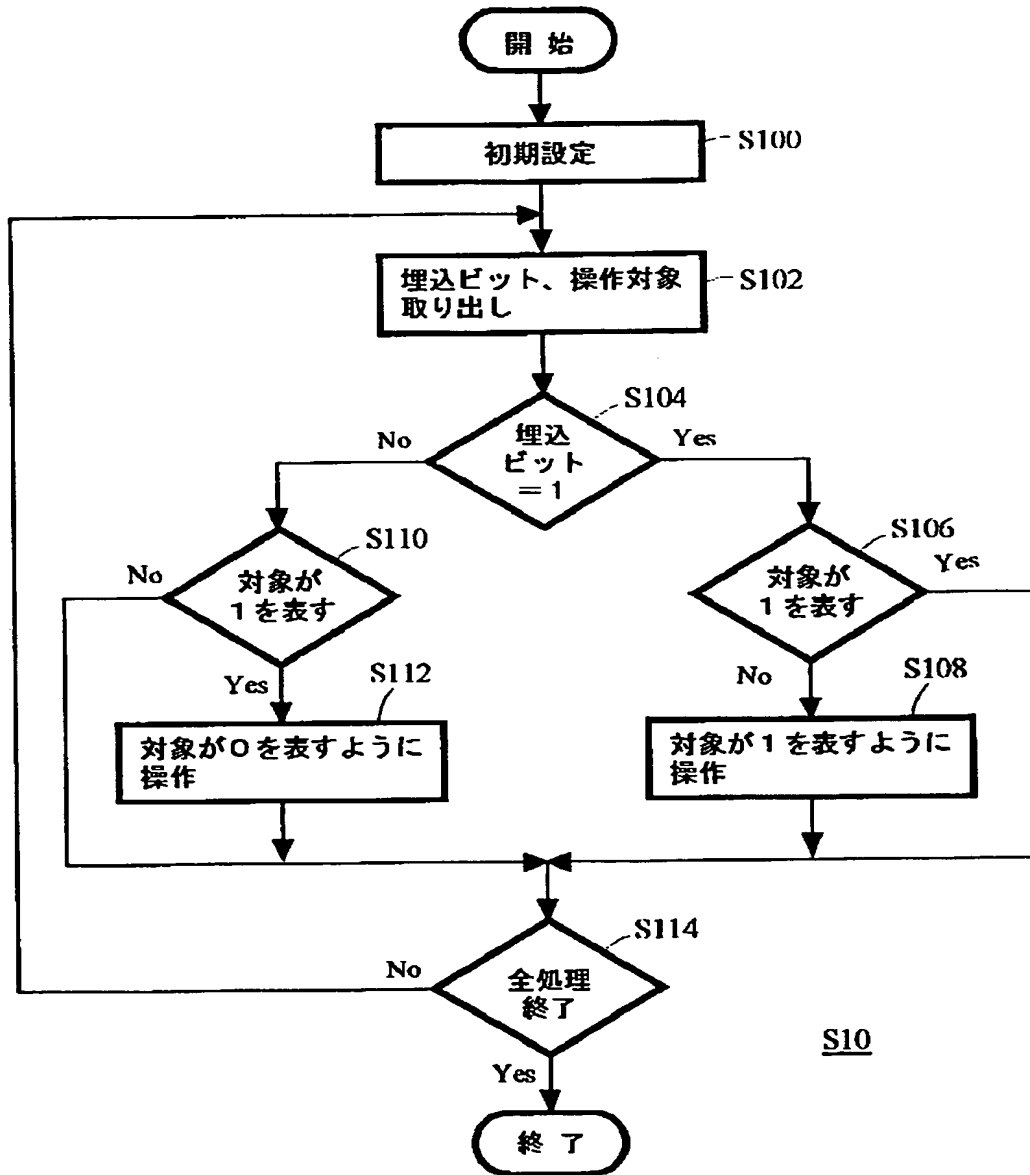 開 始
初期設定
S100
埋込ビット、操作対象
取り出し
S102
S104
埋込
ビット
＝1
No
Yes
S110
対象が
1を表す
No
Yes
S106
対象が
1を表す
Yes
No
S112
対象が0を表すように
操作
S108
対象が1を表すように
操作
S114
全処理
終了
No
Yes
S10
終 了